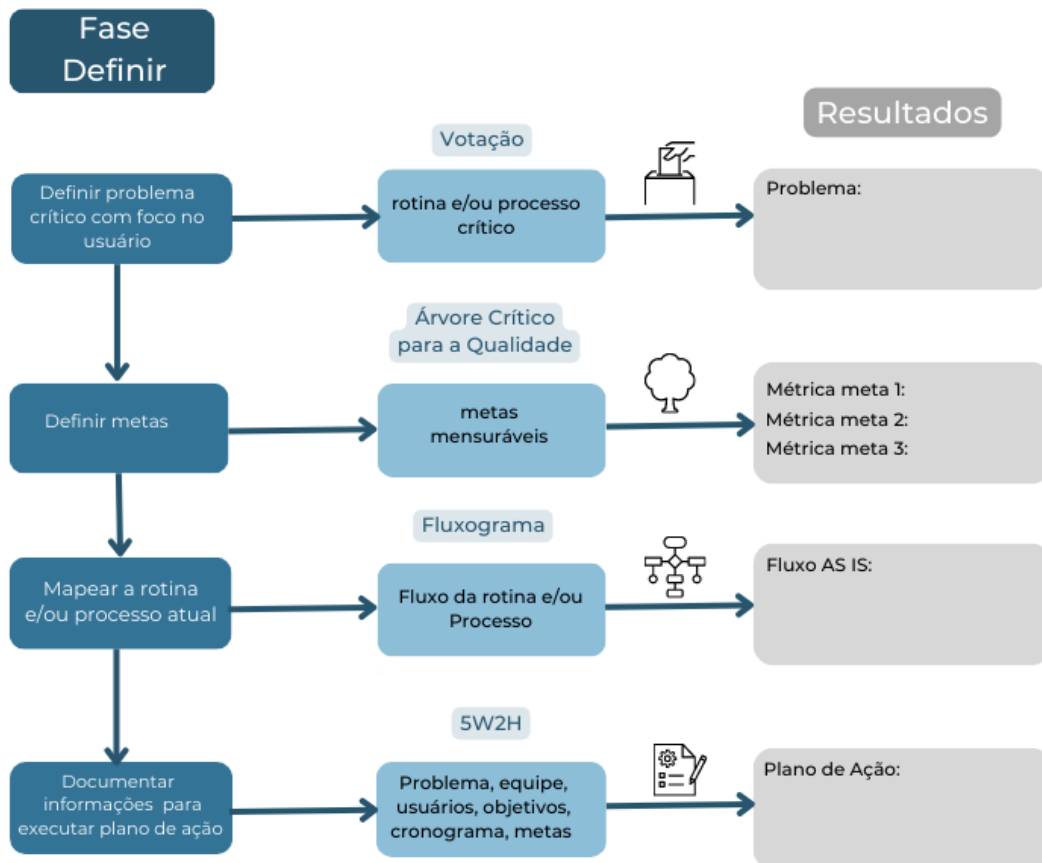 Fase
Definir
Resultados
Votação
Definir problema
crítico com foco no
usuário
rotina e/ou processo
crítico
Problema:
Árvore Crítico
para a Qualidade
Definir metas
metas
mensuráveis
Métrica meta 1:
Métrica meta 2:
Métrica meta 3:
Fluxograma
Mapear a rotina
e/ou processo atual
Fluxo da rotina e/ou
Processo
Fluxo AS IS:
5W2H
Documentar
informações para
executar plano de ação
Problema, equipe,
usuários, objetivos,
cronograma, metas
Plano de Ação: